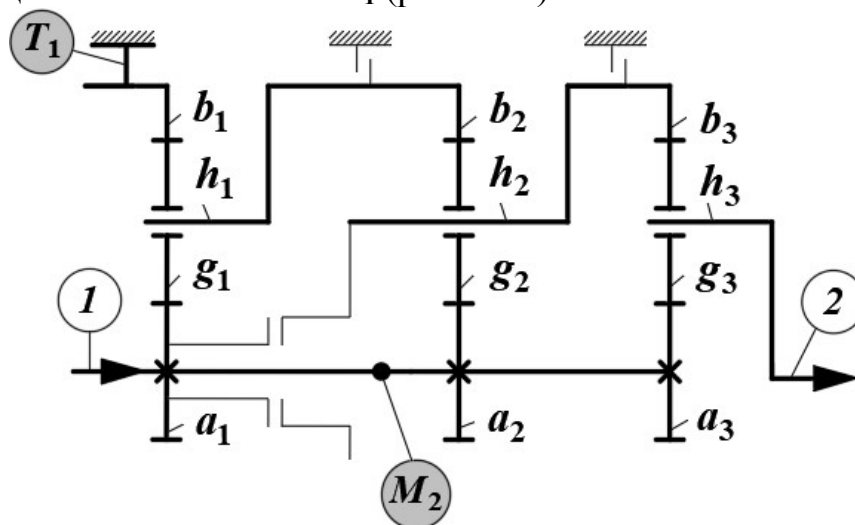 T₁
b₁ b₂ b₃
h₁ h₂ h₃
g₁ g₂ g₃
1 2
a₁ a₂ a₃
M₂